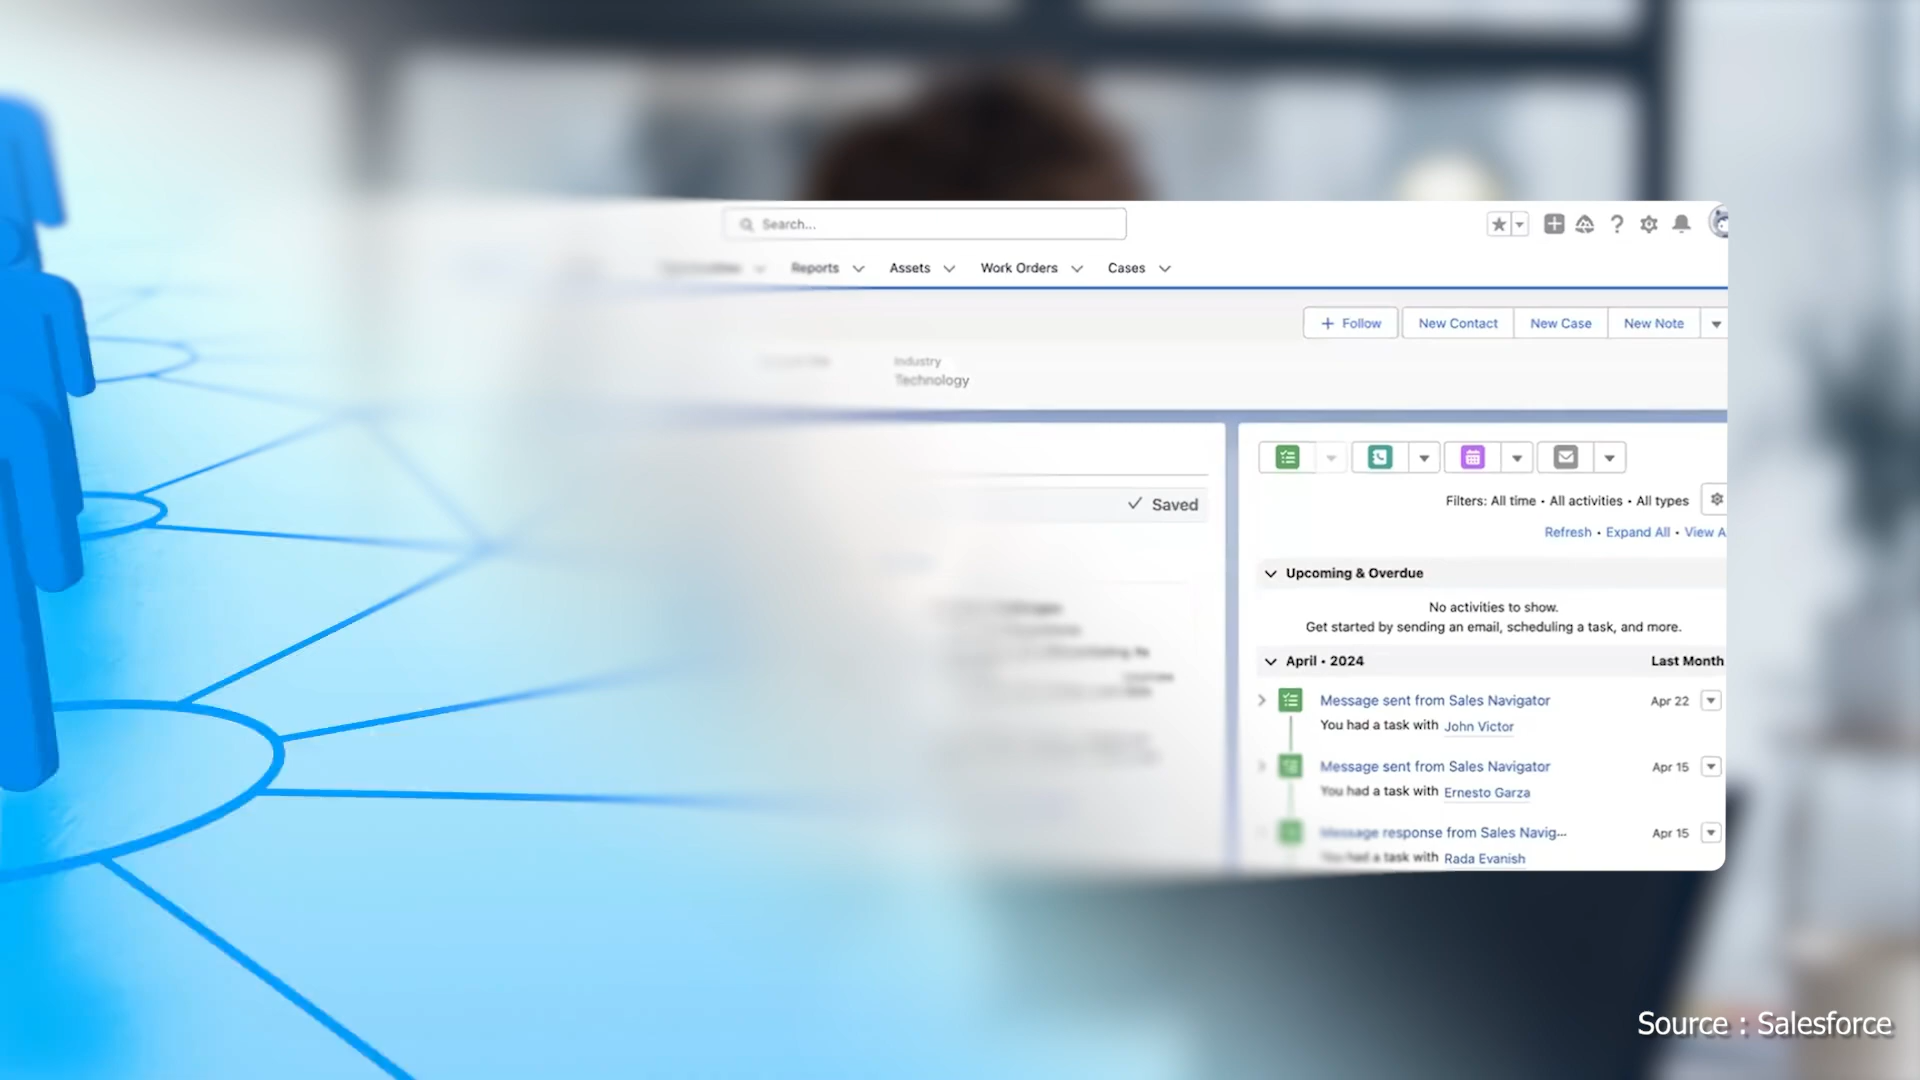 Search...
Reports Assets Work Orders Cases
+ Follow New Contact New Case New Note
Industry
Technology
Saved
Filters: All time • All activities • All types
Refresh • Expand All • View A
Upcoming & Overdue
No activities to show.
Get started by sending an email, scheduling a task, and more.
April • 2024 Last Month
Message sent from Sales Navigator Apr 22
You had a task with John Victor
Message sent from Sales Navigator Apr 15
You had a task with Ernesto Garza
Message response from Sales Navig... Apr 15
You had a task with Rada Evanish
Source : Salesforce